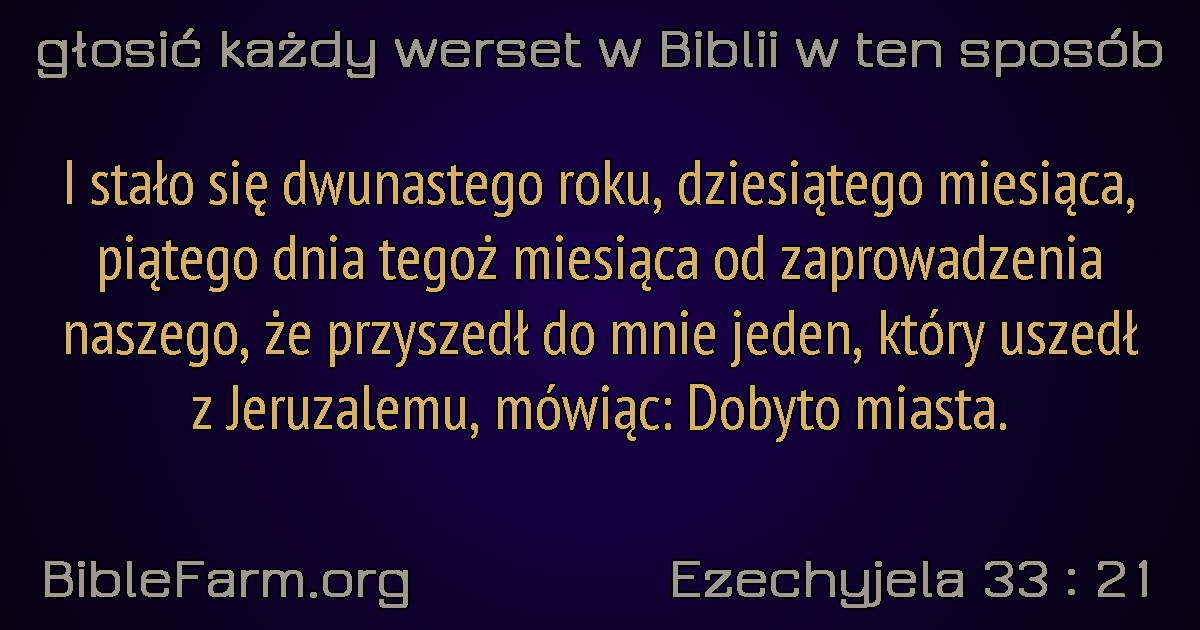 głosić każdy werset w Biblii w ten sposób
I stało się dwunastego roku, dziesiątego miesiąca,
piątego dnia tegoż miesiąca od zaprowadzenia
naszego, że przyszedł do mnie jeden, który uszedł
z Jeruzalemu, mówiąc: Dobyto miasta.
BibleFarm.org
Ezechyjela 33 : 21